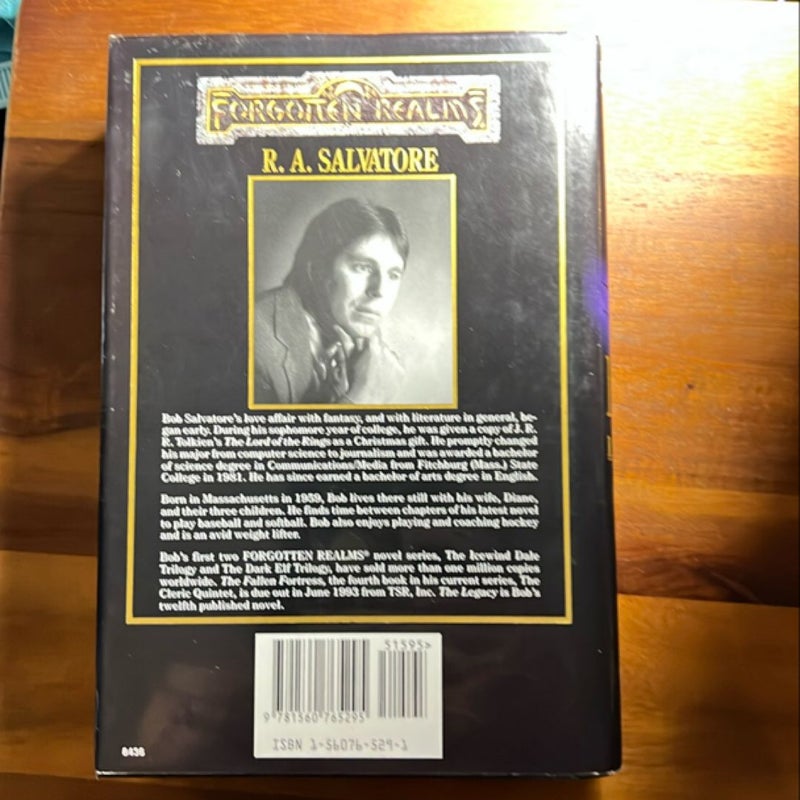 FORGOTTEN REALMS
R. A. SALVATORE
Bob Salvatore's love affair with fantasy, and with literature in general, be-
gan early. During his sophomore year of college, he was given a copy of J. R.
R. Tolkien's The Lord of the Rings as a Christmas gift. He promptly changed
his major from computer science to journalism and was awarded a bachelor
of science degree in Communications/Media from Fitchburg (Mass.) State
College in 1981. He has since earned a bachelor of arts degree in English.
Born in Massachusetts in 1959, Bob lives there still with his wife, Diane,
and their three children. He finds time between chapters of his latest novel
to play baseball and softball. Bob also enjoys playing and coaching hockey
and is an avid weight lifter.
Bob's first two FORGOTTEN REALMS® novel series, The Icewind Dale
Trilogy and The Dark Elf Trilogy, have sold more than one million copies
worldwide. The Fallen Fortress, the fourth book in his current series, The
Cleric Quintet, is due out in June 1993 from TSR, Inc. The Legacy is Bob's
twelfth published novel.
51595>
9 781560 765295
ISBN 1-56076-529-1
8438